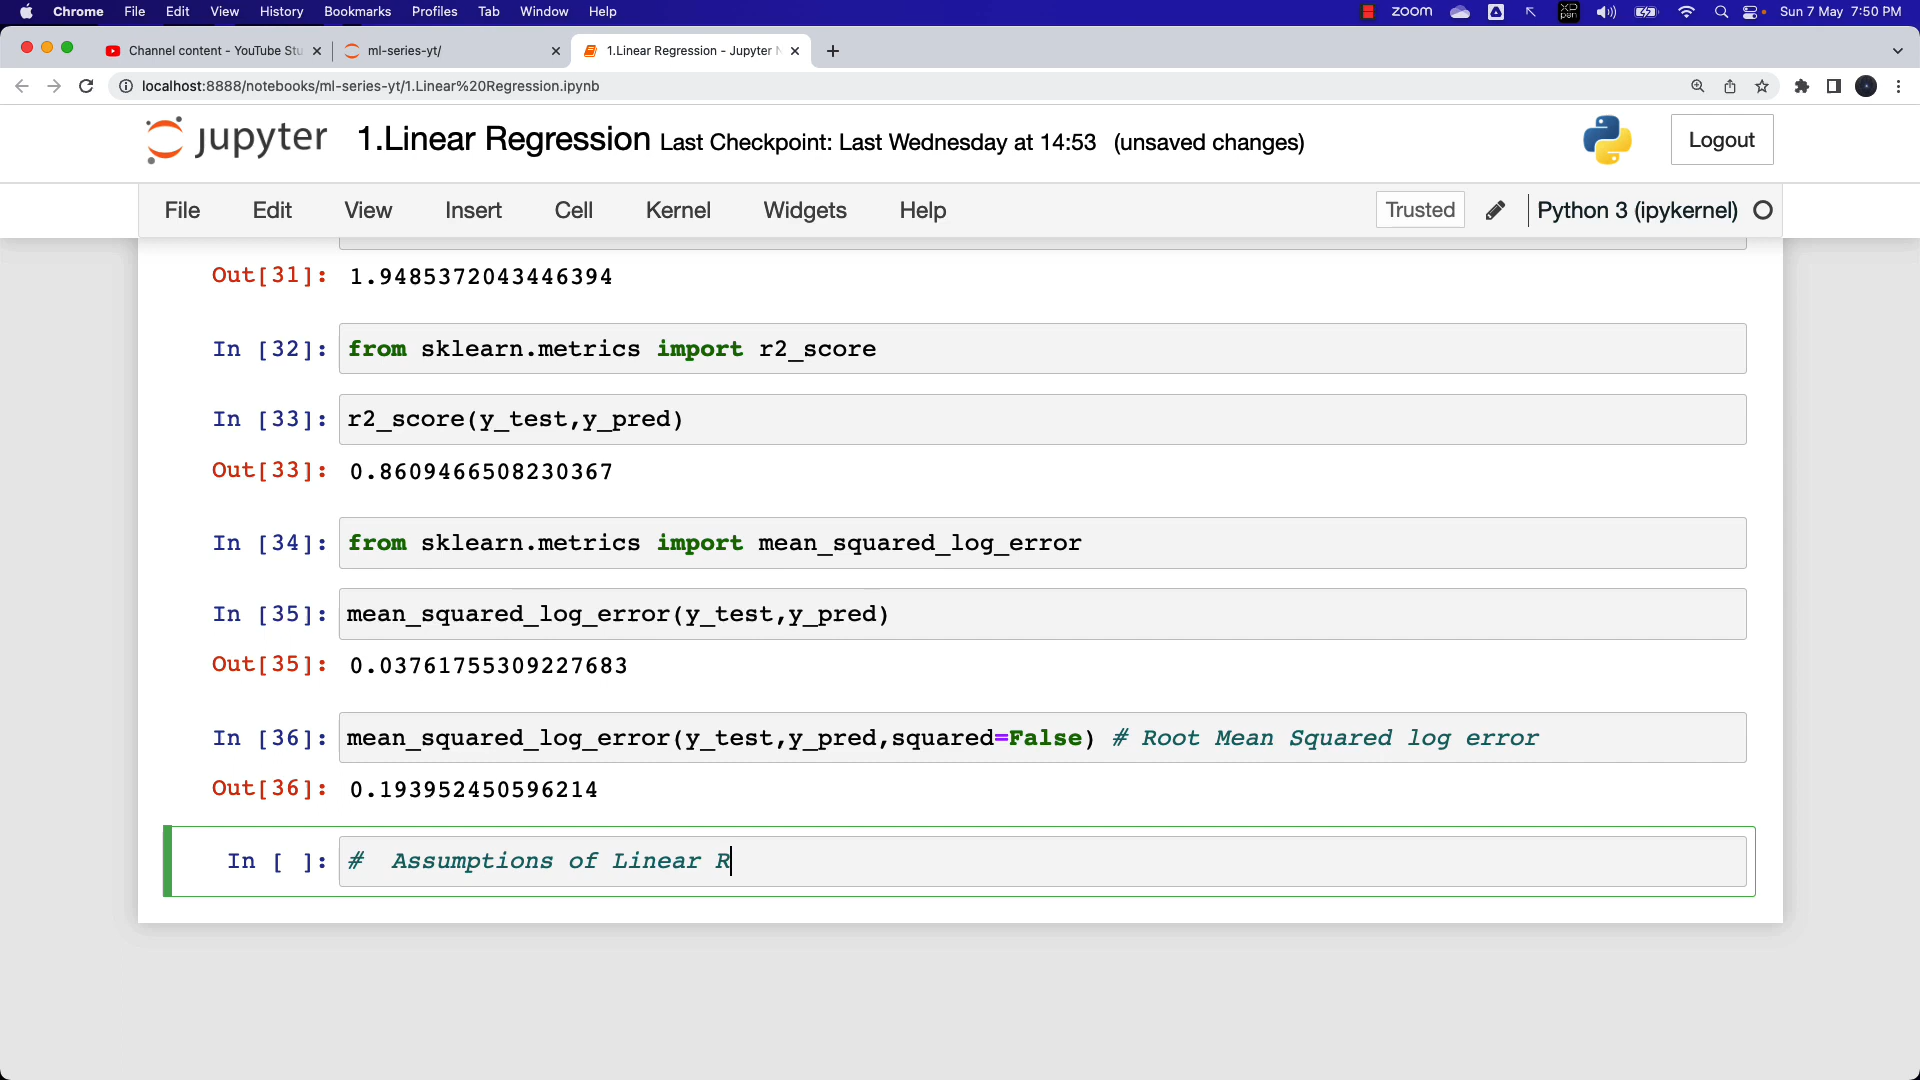 Chrome File Edit View History Bookmarks Profiles Tab Window Help zoom XP pen Sun 7 May 7:50 PM
Channel content - YouTube Stu ml-series-yt/ 1.Linear Regression - Jupyter N
localhost:8888/notebooks/ml-series-yt/1.Linear%20Regression.ipynb
jupyter 1.Linear Regression Last Checkpoint: Last Wednesday at 14:53 (unsaved changes) Logout
File Edit View Insert Cell Kernel Widgets Help Trusted Python 3 (ipykernel)
Out[31]: 1.9485372043446394
In [32]: from sklearn.metrics import r2_score
In [33]: r2_score(y_test,y_pred)
Out[33]: 0.8609466508230367
In [34]: from sklearn.metrics import mean_squared_log_error
In [35]: mean_squared_log_error(y_test,y_pred)
Out[35]: 0.03761755309227683
In [36]: mean_squared_log_error(y_test,y_pred,squared=False) # Root Mean Squared log error
Out[36]: 0.193952450596214
In [ ]: #  Assumptions of Linear R